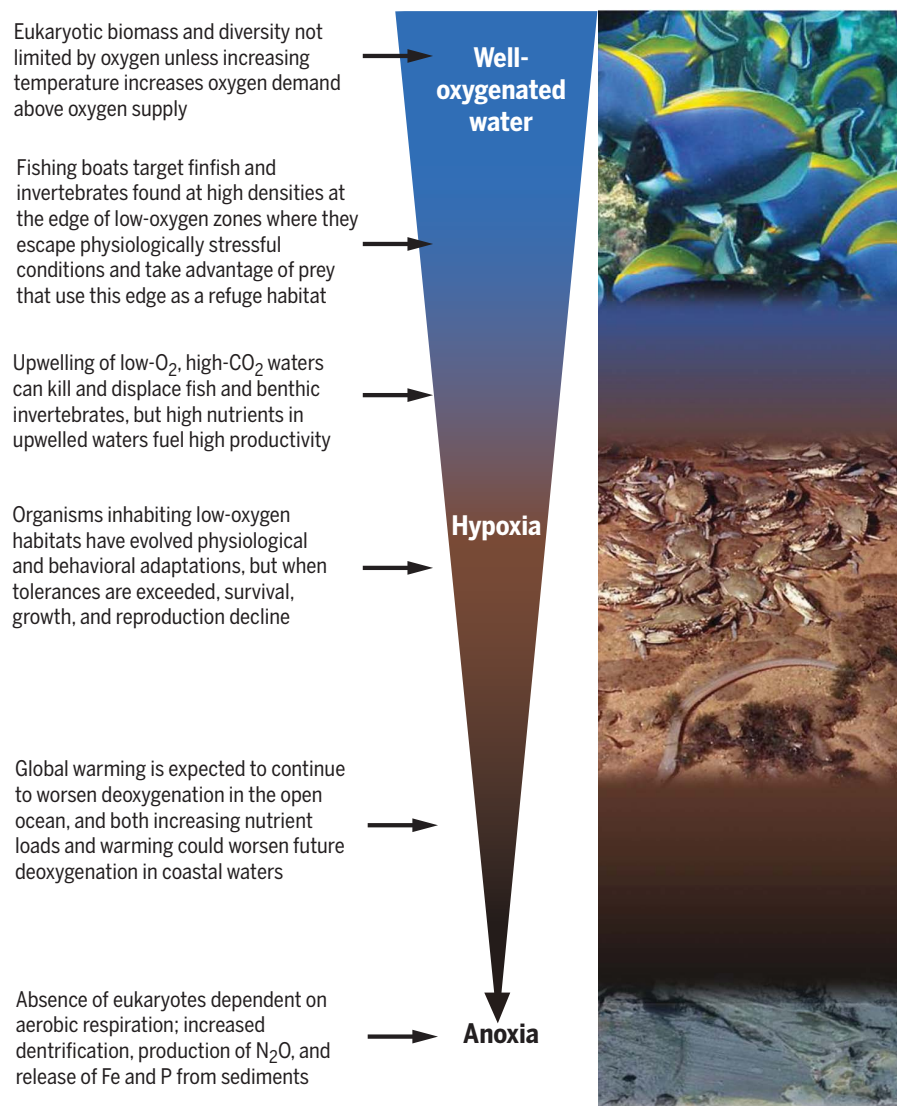 Eukaryotic biomass and diversity not
limited by oxygen unless increasing
temperature increases oxygen demand
above oxygen supply
Well-
oxygenated
water
Fishing boats target finfish and
invertebrates found at high densities at
the edge of low-oxygen zones where they
escape physiologically stressful
conditions and take advantage of prey
that use this edge as a refuge habitat
Upwelling of low-O₂, high-CO₂ waters
can kill and displace fish and benthic
invertebrates, but high nutrients in
upwelled waters fuel high productivity
Organisms inhabiting low-oxygen
habitats have evolved physiological
and behavioral adaptations, but when
tolerances are exceeded, survival,
growth, and reproduction decline
Hypoxia
Global warming is expected to continue
to worsen deoxygenation in the open
ocean, and both increasing nutrient
loads and warming could worsen future
deoxygenation in coastal waters
Absence of eukaryotes dependent on
aerobic respiration; increased
dentrification, production of N₂O, and
release of Fe and P from sediments
Anoxia